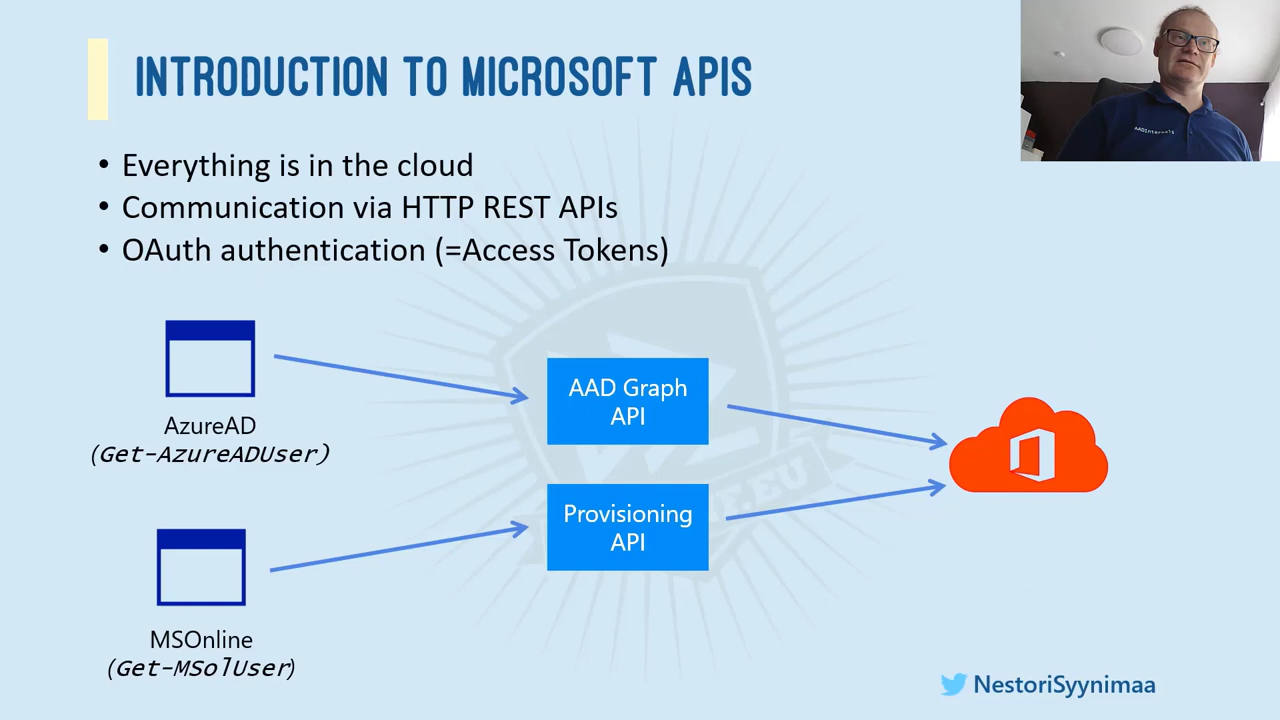 INTRODUCTION TO MICROSOFT APIS
• Everything is in the cloud
• Communication via HTTP REST APIs
• OAuth authentication (=Access Tokens)
AzureAD
(Get-AzureADUser)
AAD Graph
API
Provisioning
API
MSOnline
(Get-MSolUser)
NestoriSyynimaa
AADInternals